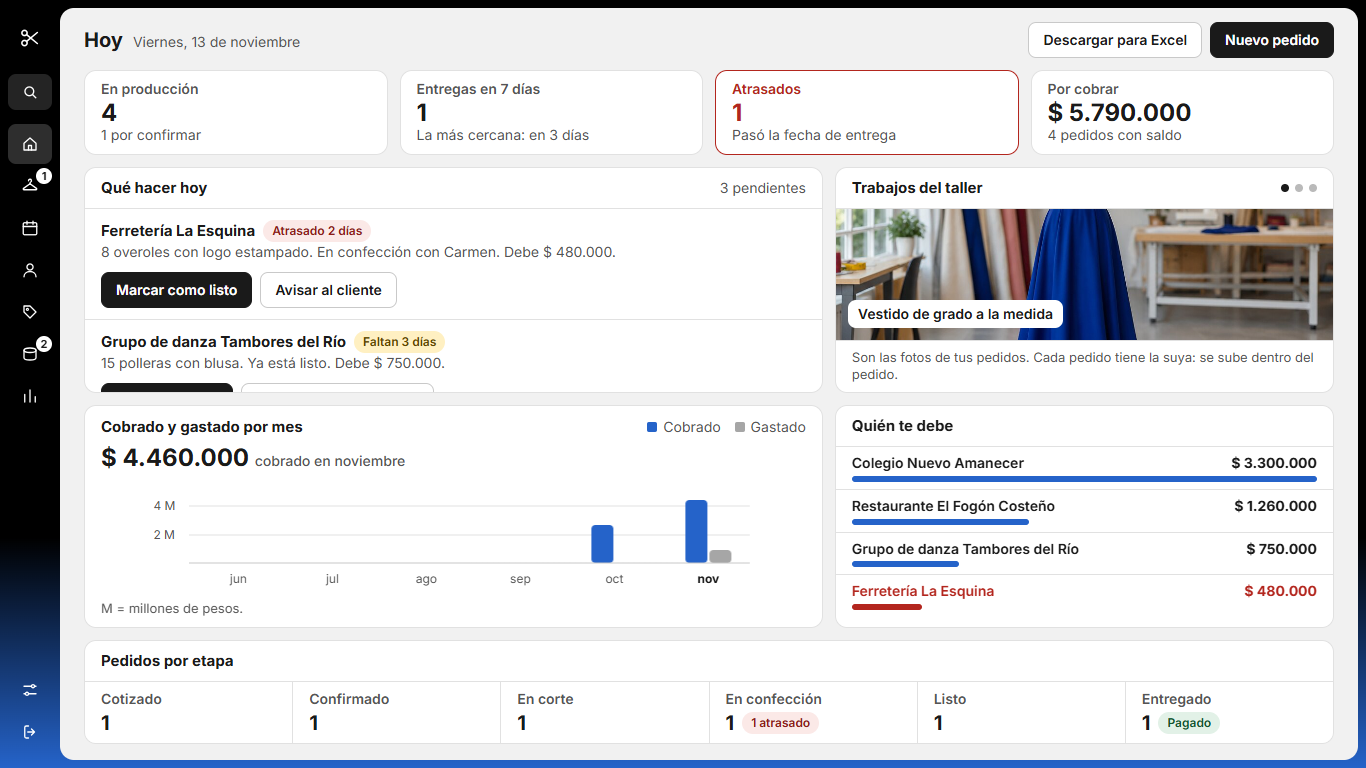 Hoy Viernes, 13 de noviembre
Descargar para Excel
Nuevo pedido
En producción
4
1 por confirmar
Entregas en 7 días
1
La más cercana: en 3 días
Atrasados
1
Pasó la fecha de entrega
Por cobrar
$ 5.790.000
4 pedidos con saldo
1
2
Qué hacer hoy
3 pendientes
Ferretería La Esquina Atrasado 2 días
8 overoles con logo estampado. En confección con Carmen. Debe $ 480.000.
Marcar como listo
Avisar al cliente
Grupo de danza Tambores del Río Faltan 3 días
15 polleras con blusa. Ya está listo. Debe $ 750.000.
Trabajos del taller
Vestido de grado a la medida
Son las fotos de tus pedidos. Cada pedido tiene la suya: se sube dentro del
pedido.
Cobrado y gastado por mes
Cobrado
Gastado
$ 4.460.000 cobrado en noviembre
4 M
2 M
jun jul ago sep oct nov
M = millones de pesos.
Quién te debe
Colegio Nuevo Amanecer $ 3.300.000
Restaurante El Fogón Costeño $ 1.260.000
Grupo de danza Tambores del Río $ 750.000
Ferretería La Esquina $ 480.000
Pedidos por etapa
Cotizado
1
Confirmado
1
En corte
1
En confección
1 1 atrasado
Listo
1
Entregado
1 Pagado